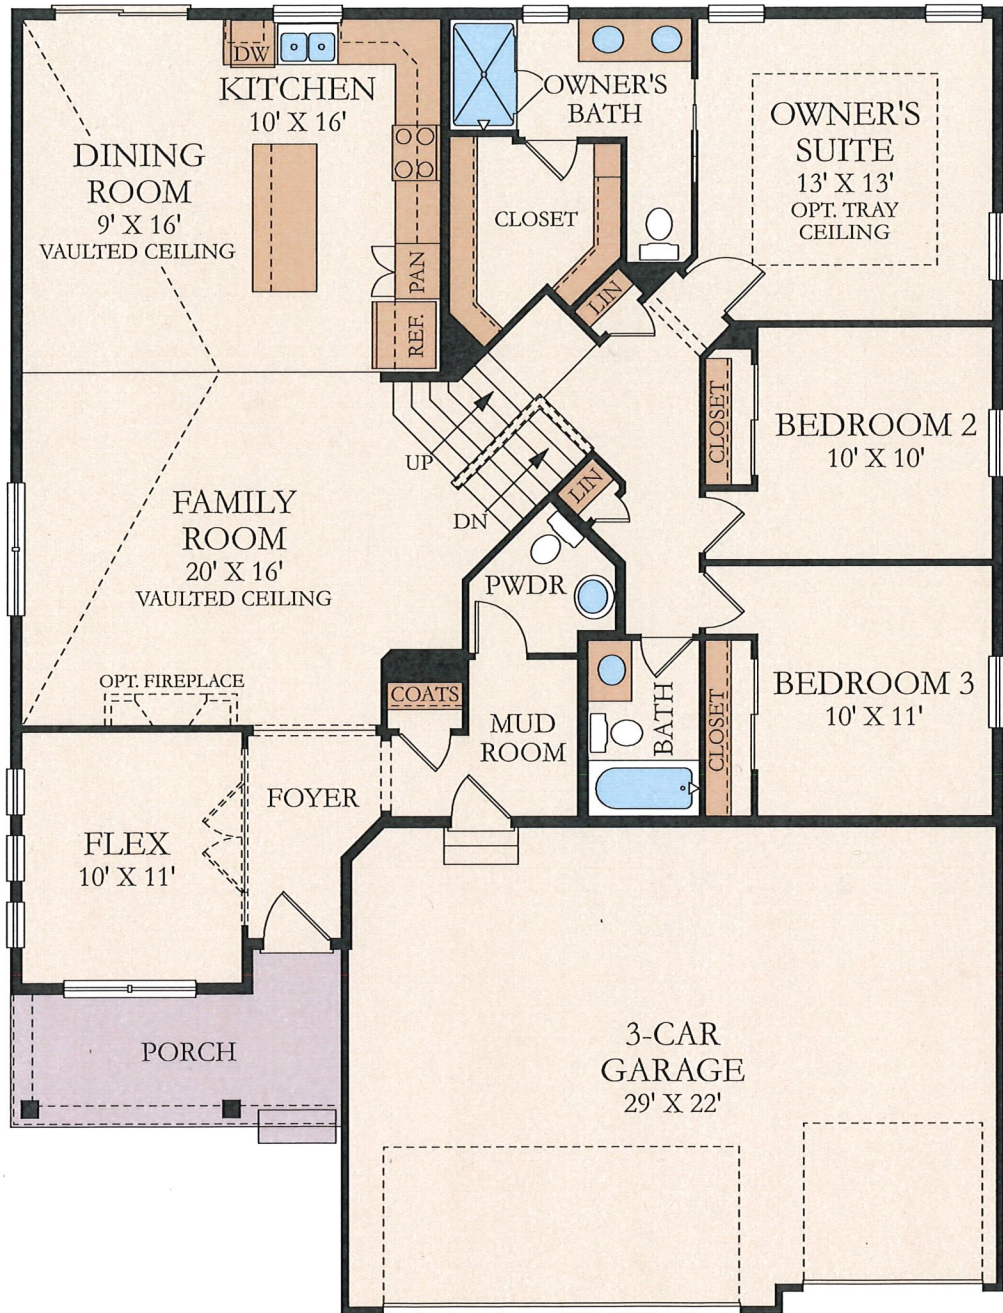 DW
KITCHEN
10' X 16'
DINING
ROOM
9' X 16'
VAULTED CEILING
PAN
REF.
OWNER'S
BATH
CLOSET
LIN
OWNER'S
SUITE
13' X 13'
OPT. TRAY
CEILING
CLOSET
BEDROOM 2
10' X 10'
UP
DN
LIN
FAMILY
ROOM
20' X 16'
VAULTED CEILING
PWDR
OPT. FIREPLACE
COATS
MUD
ROOM
BATH
CLOSET
BEDROOM 3
10' X 11'
FOYER
FLEX
10' X 11'
PORCH
3-CAR
GARAGE
29' X 22'